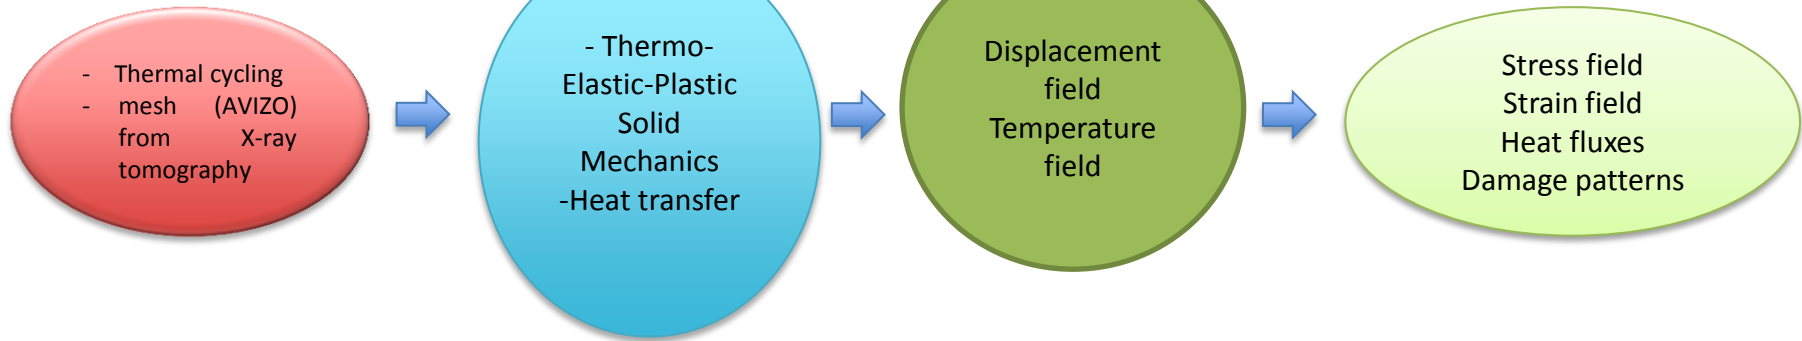 - Thermal cycling
- mesh (AVIZO)
from X-ray
tomography
- Thermo-
Elastic-Plastic
Solid
Mechanics
-Heat transfer
Displacement
field
Temperature
field
Stress field
Strain field
Heat fluxes
Damage patterns